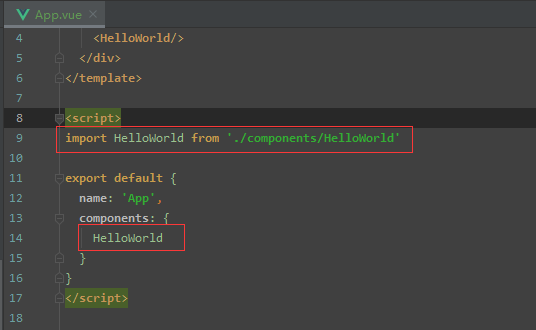 App.vue
4 <HelloWorld/>
5 </div>
6 </template>
7
8 <script>
9 import HelloWorld from './components/HelloWorld'
10
11 export default {
12 name: 'App',
13 components: {
14 HelloWorld
15 }
16 }
17 </script>
18